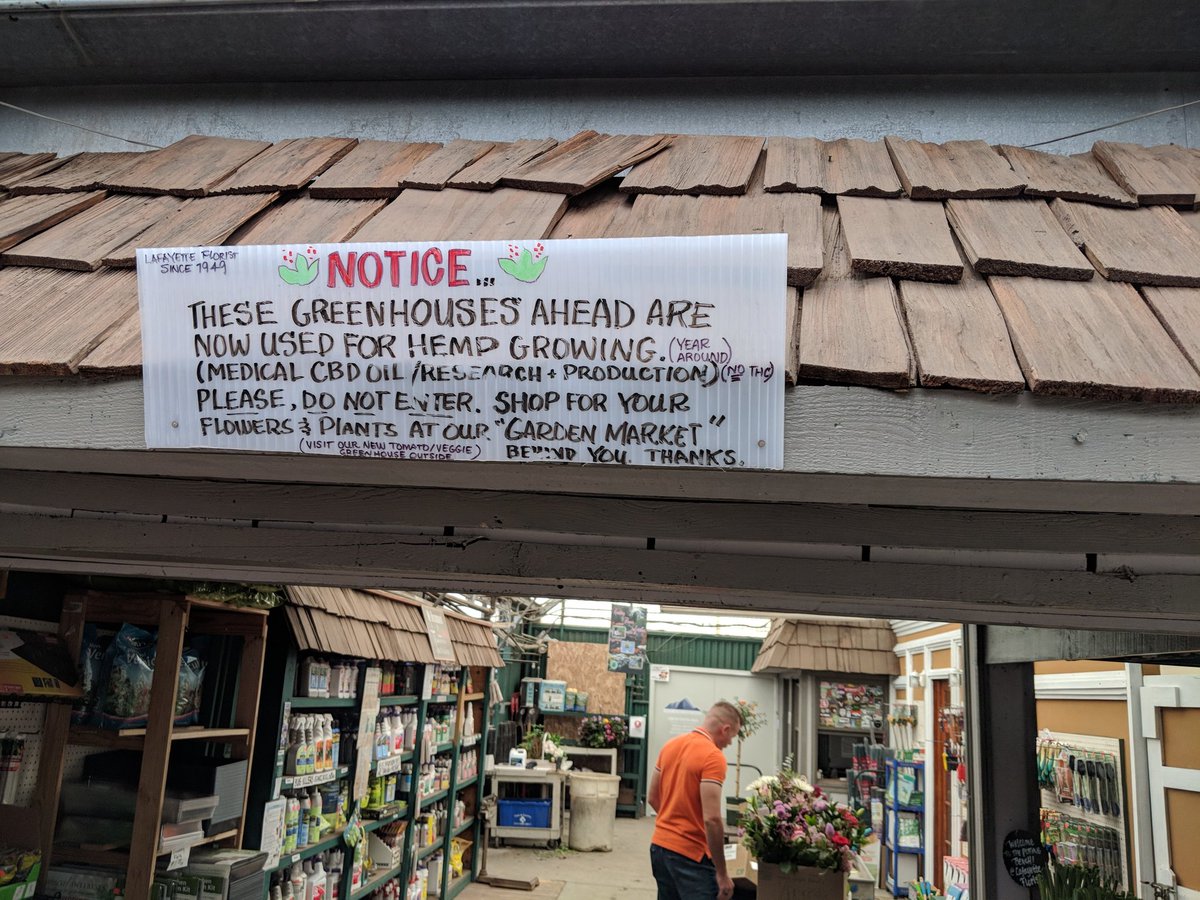 LAFAYETTE FLORIST
SINCE 1949
NOTICE...
THESE GREENHOUSES AHEAD ARE
NOW USED FOR HEMP GROWING. (YEAR AROUND)
(MEDICAL CBD OIL/RESEARCH + PRODUCTION) (NO THC)
PLEASE, DO NOT ENTER. SHOP FOR YOUR
FLOWERS & PLANTS AT OUR "GARDEN MARKET"
(VISIT OUR NEW TOMATO/VEGGIE
GREENHOUSE OUTSIDE)
BEHIND YOU. THANKS.